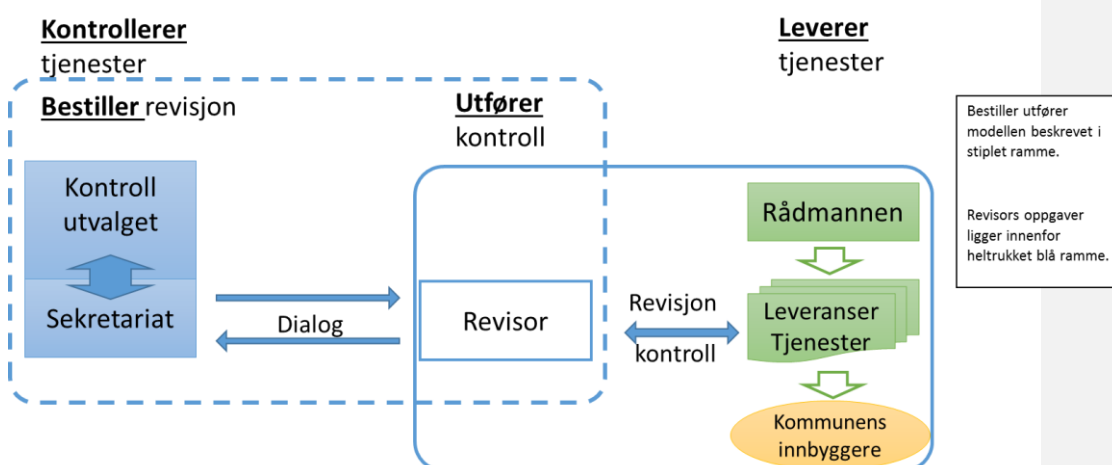 Kontrollerer
tjenester
Leverer
tjenester
Bestiller revisjon
Utfører
kontroll
Kontroll
utvalget
Sekretariat
Dialog
Revisor
Revisjon
kontroll
Rådmannen
Leveranser
Tjenester
Kommunens
innbyggere
Bestiller utfører
modellen beskrevet i
stiplet ramme.
Revisors oppgaver
ligger innenfor
heltrukket blå ramme.